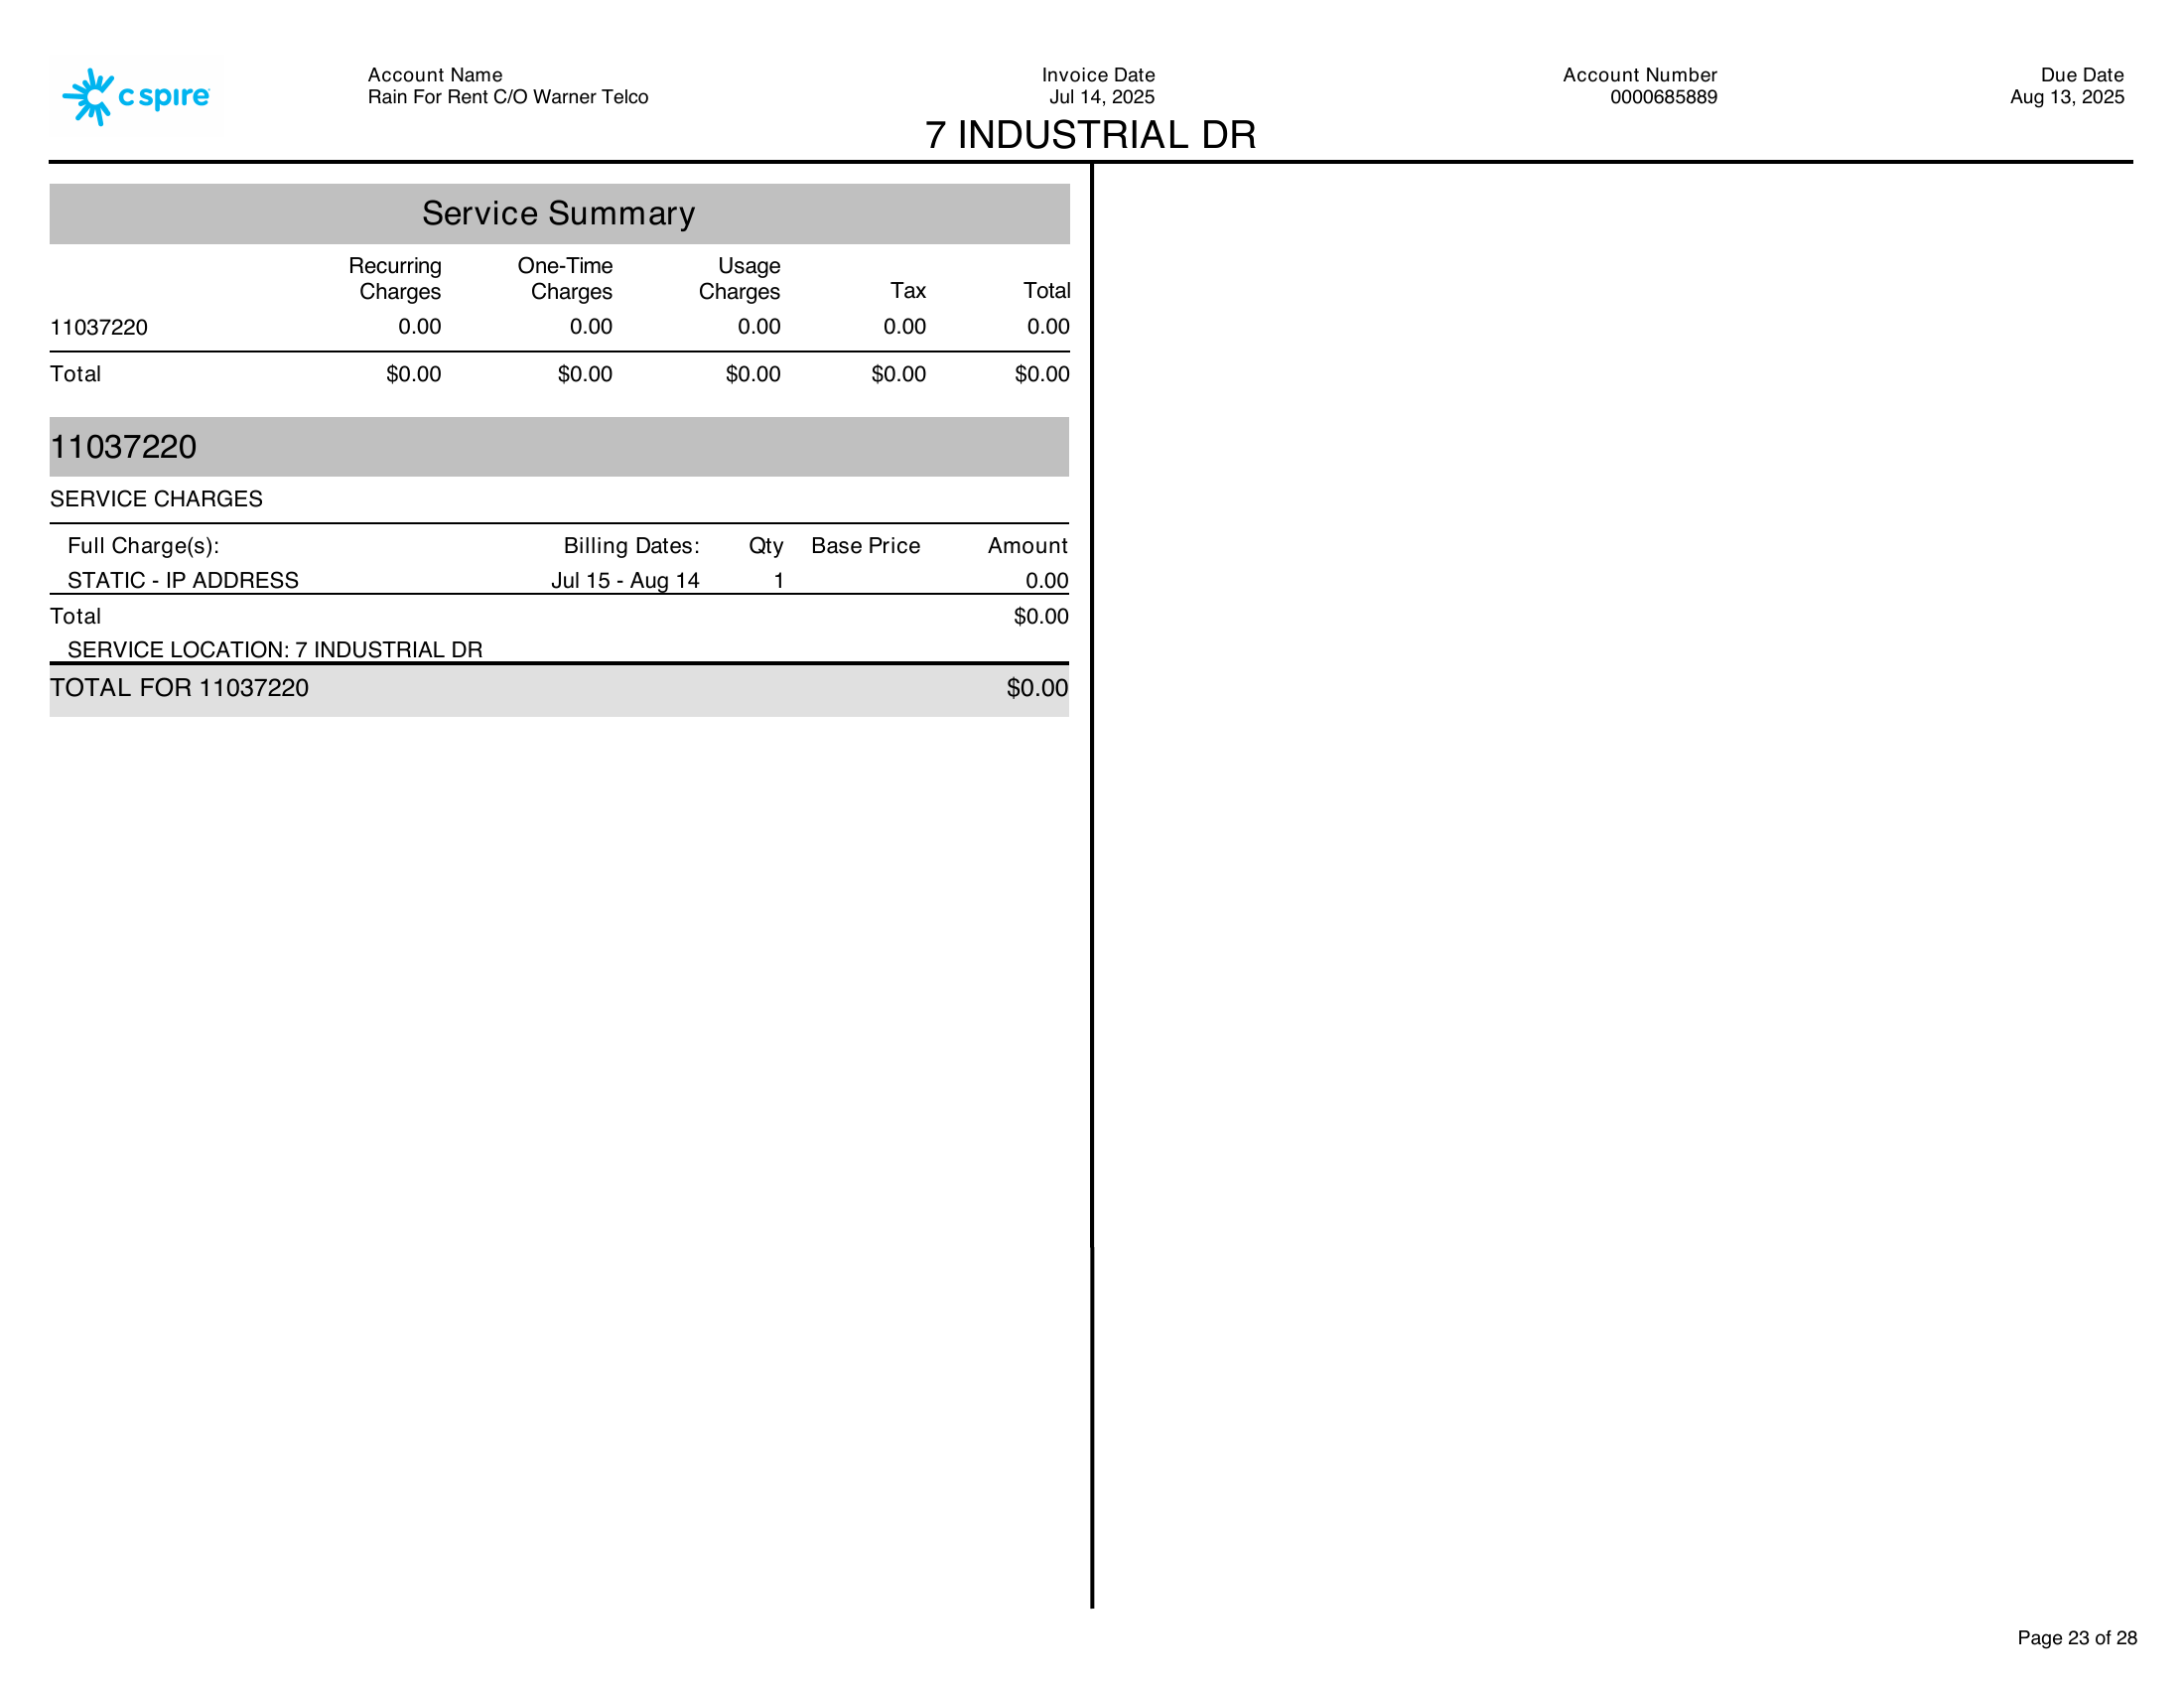 c spire
Account Name
Rain For Rent C/O Warner Telco
Invoice Date
Jul 14, 2025
Account Number
0000685889
Due Date
Aug 13, 2025
7 INDUSTRIAL DR
Service Summary
Recurring Charges One-Time Charges Usage Charges Tax Total
11037220 0.00 0.00 0.00 0.00 0.00
Total $0.00 $0.00 $0.00 $0.00 $0.00
11037220
SERVICE CHARGES
Full Charge(s): Billing Dates: Qty Base Price Amount
STATIC - IP ADDRESS Jul 15 - Aug 14 1 0.00
Total $0.00
SERVICE LOCATION: 7 INDUSTRIAL DR
TOTAL FOR 11037220 $0.00
Page 23 of 28